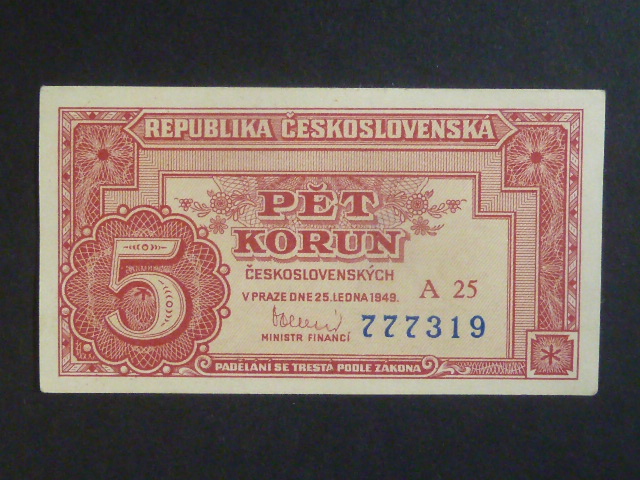 REPUBLIKA ČESKOSLOVENSKÁ
PĚT
KORUN
ČESKOSLOVENSKÝCH
V PRAZE DNE 25. LEDNA 1949.
A 25
777319
MINISTR FINANCÍ
5
PADĚLÁNÍ SE TRESTÁ PODLE ZÁKONA